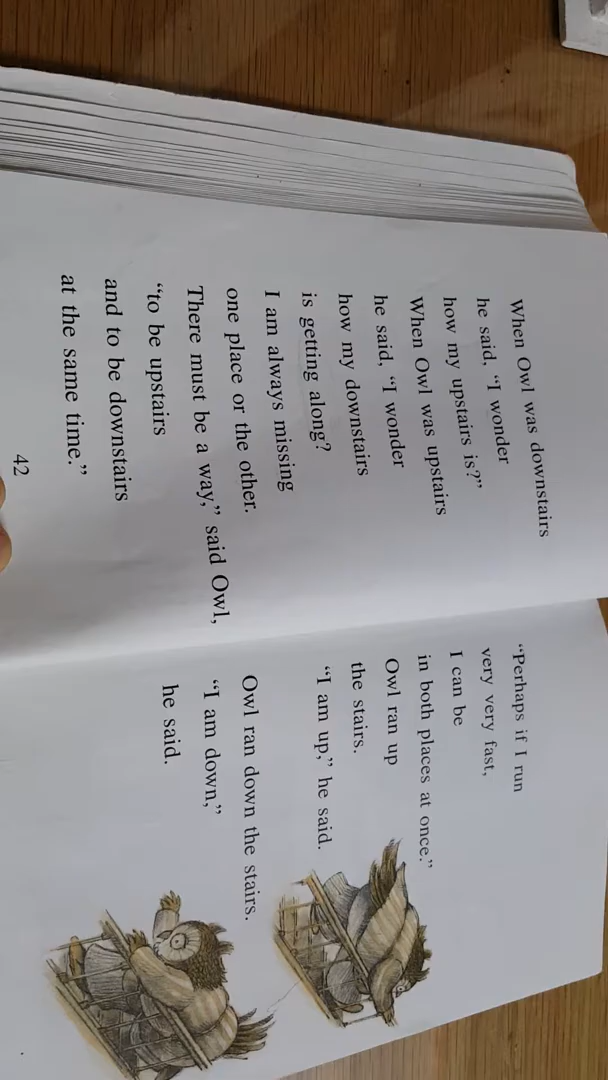 When Owl was downstairs
he said, “I wonder
how my upstairs is?”
When Owl was upstairs
he said, “I wonder
how my downstairs
is getting along?
I am always missing
one place or the other.
There must be a way,” said Owl,
“to be upstairs
and to be downstairs
at the same time.”
42
“Perhaps if I run
very very fast,
I can be
in both places at once.”
Owl ran up
the stairs.
“I am up,” he said.
Owl ran down the stairs.
“I am down,”
he said.